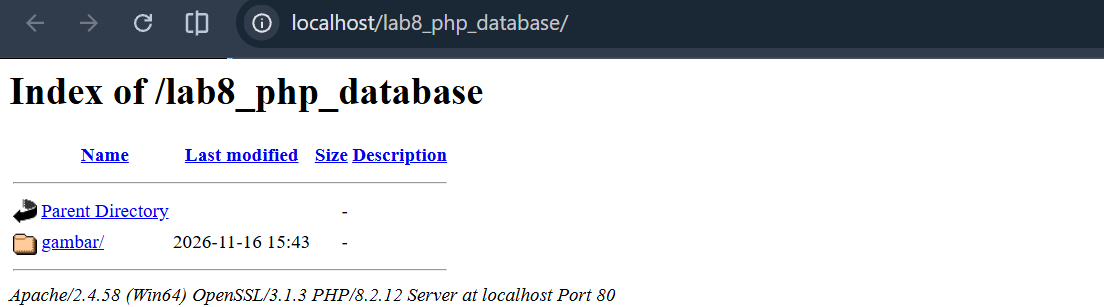 localhost/lab8_php_database/
Index of /lab8_php_database
Name Last modified Size Description
Parent Directory -
gambar/ 2026-11-16 15:43 -
Apache/2.4.58 (Win64) OpenSSL/3.1.3 PHP/8.2.12 Server at localhost Port 80